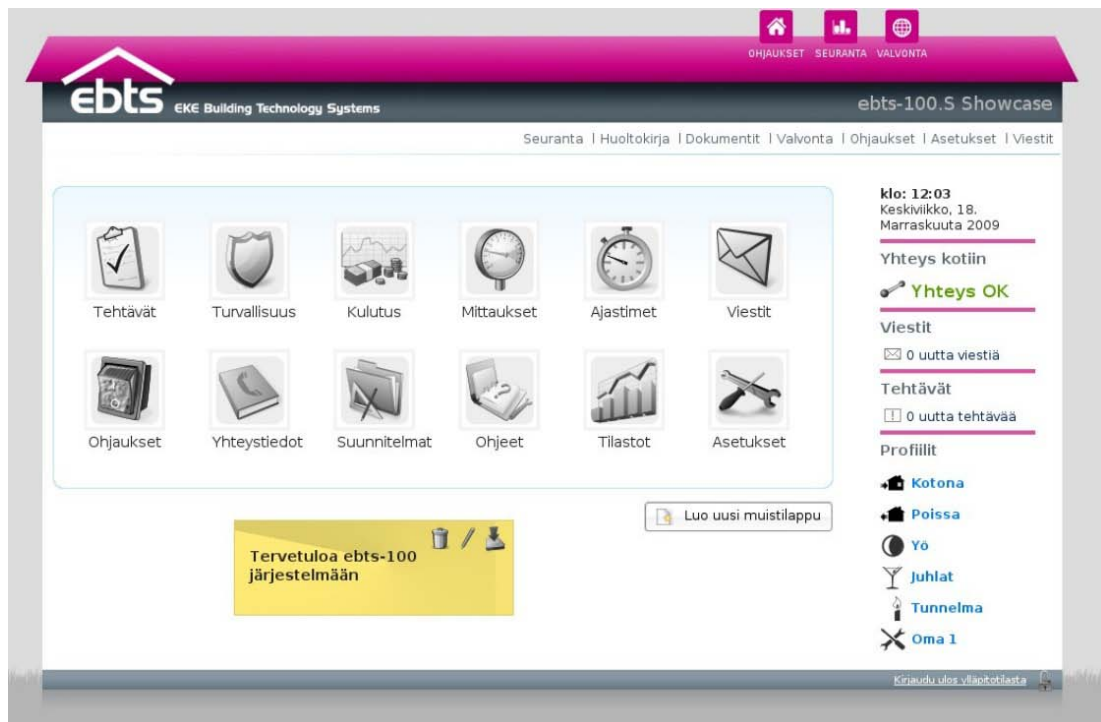 OHJAUKSET SEURANTA VALVONTA
ebts EKE Building Technology Systems
ebts-100.S Showcase
Seuranta | Huoltokirja | Dokumentit | Valvonta | Ohjaukset | Asetukset | Viestit
Tehtävät Turvallisuus Kulutus Mittaukset Ajastimet Viestit
Ohjaukset Yhteystiedot Suunnitelmat Ohjeet Tilastot Asetukset
Luo uusi muistilappu
Tervetuloa ebts-100
järjestelmään
klo: 12:03
Keskiviikko, 18.
Marraskuuta 2009
Yhteys kotiin
Yhteys OK
Viestit
0 uutta viestiä
Tehtävät
0 uutta tehtävää
Profiilit
Kotona
Poissa
Yö
Juhlat
Tunnelma
Oma 1
Kirjaudu ulos ylläpitotilasta